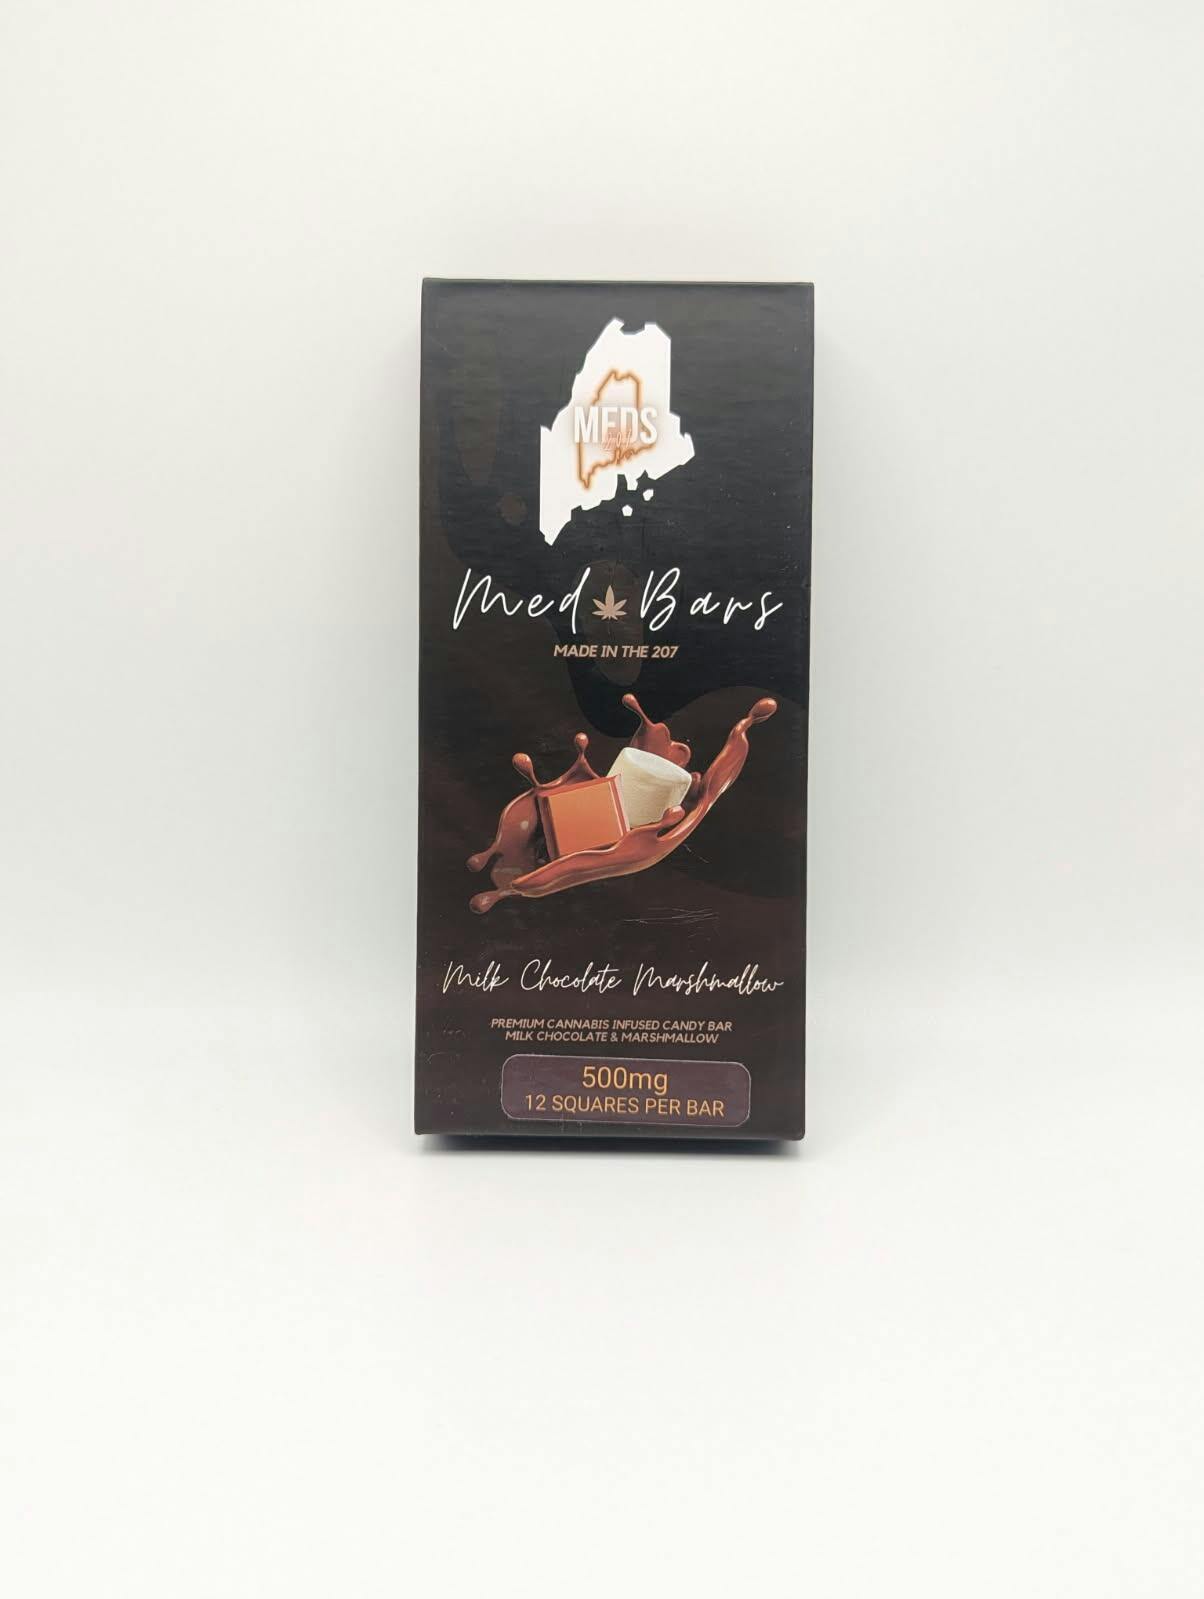 MEDS
207
Med Bars
MADE IN THE 207
Milk Chocolate Marshmallow
PREMIUM CANNABIS INFUSED CANDY BAR
MILK CHOCOLATE & MARSHMALLOW
500mg
12 SQUARES PER BAR